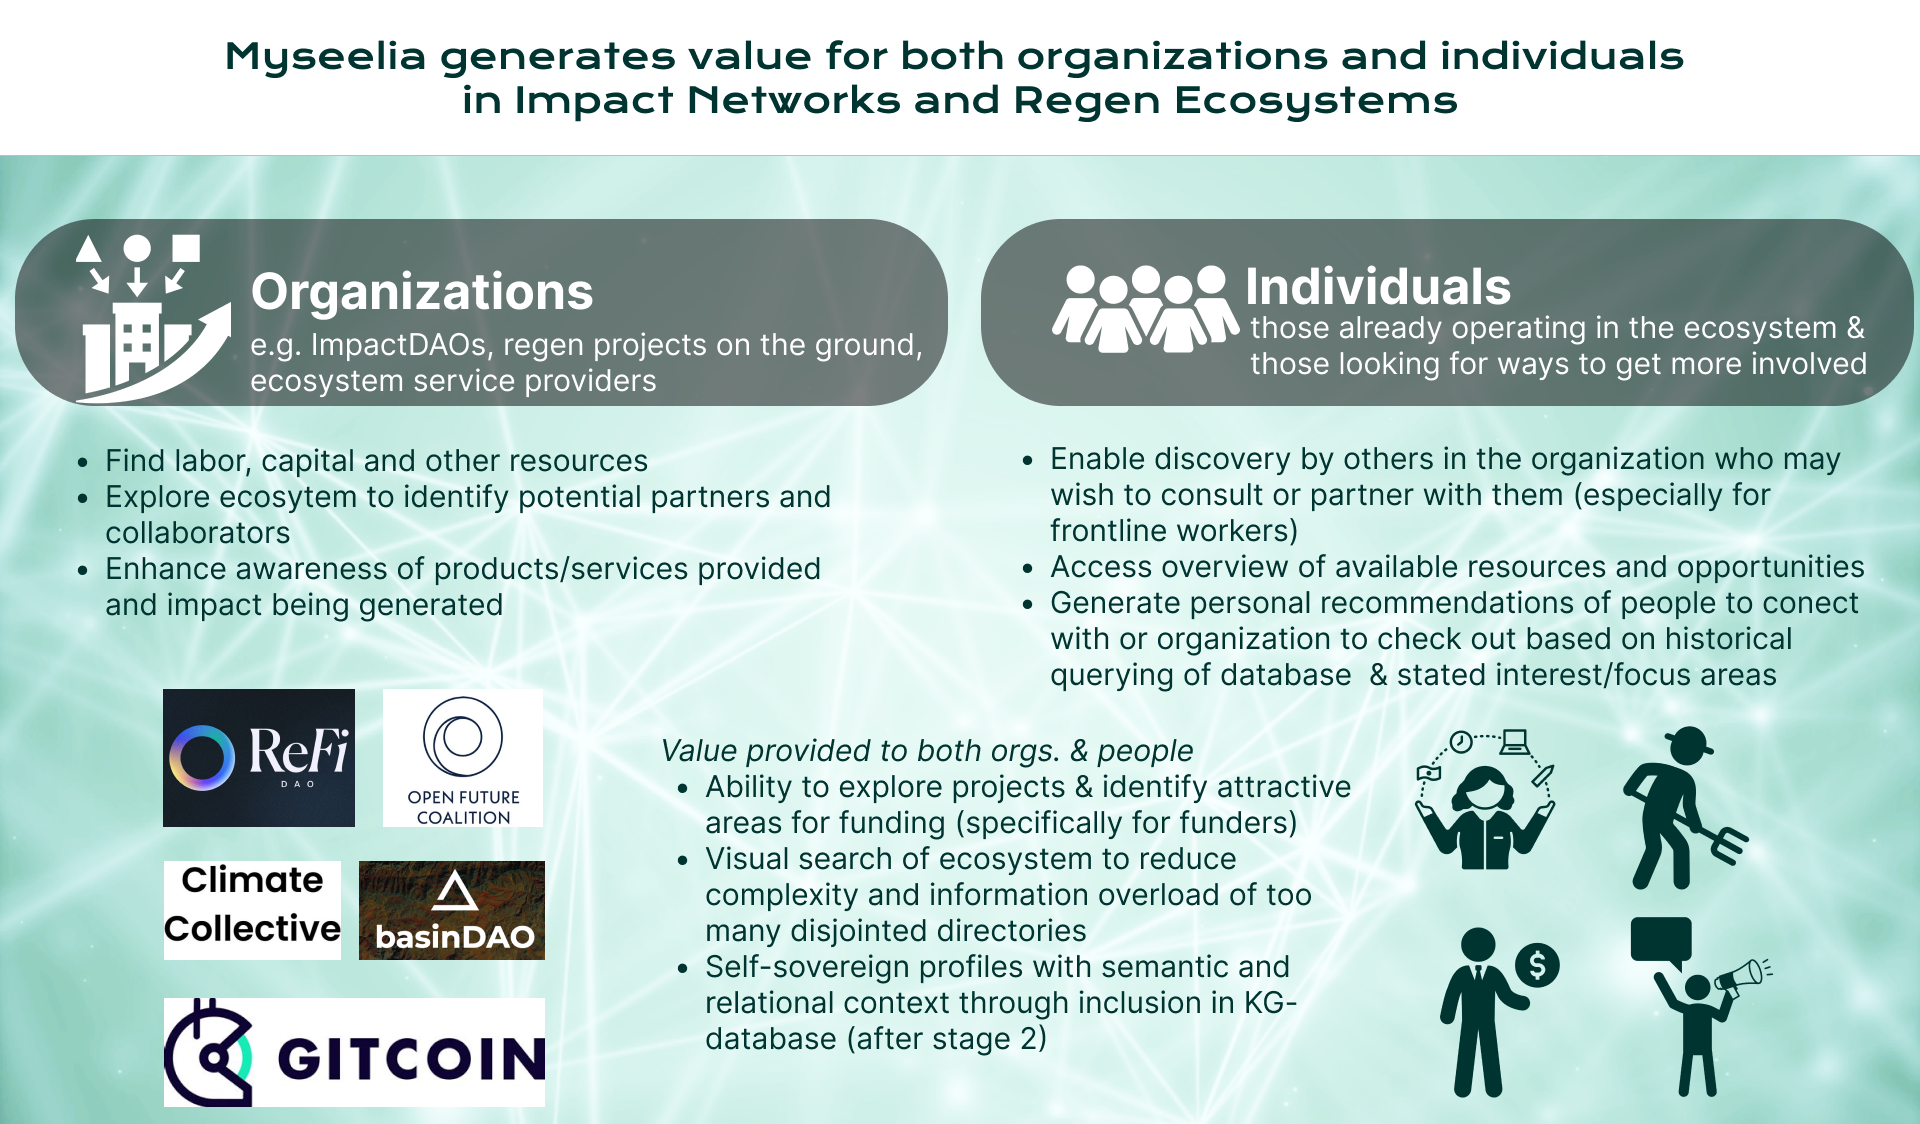 Myseelia generates value for both organizations and individuals
in Impact Networks and Regen Ecosystems
Organizations
e.g. ImpactDAOs, regen projects on the ground,
ecosystem service providers
• Find labor, capital and other resources
• Explore ecosytem to identify potential partners and
collaborators
• Enhance awareness of products/services provided
and impact being generated
Individuals
those already operating in the ecosystem &
those looking for ways to get more involved
• Enable discovery by others in the organization who may
wish to consult or partner with them (especially for
frontline workers)
• Access overview of available resources and opportunities
• Generate personal recommendations of people to conect
with or organization to check out based on historical
querying of database  & stated interest/focus areas
ReFi
DAO
OPEN FUTURE
COALITION
Climate
Collective
basinDAO
GITCOIN
Value provided to both orgs. & people
• Ability to explore projects & identify attractive
areas for funding (specifically for funders)
• Visual search of ecosystem to reduce
complexity and information overload of too
many disjointed directories
• Self-sovereign profiles with semantic and
relational context through inclusion in KG-
database (after stage 2)
$